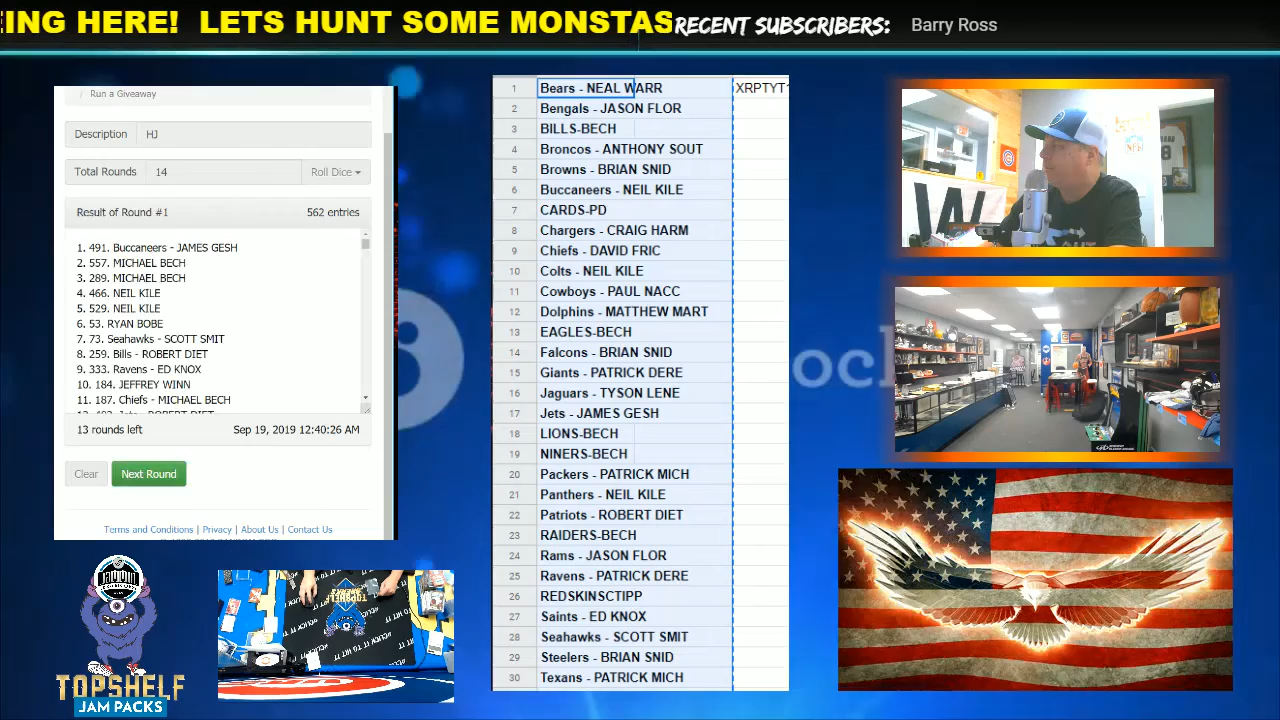 ING HERE!  LETS HUNT SOME MONSTAS
RECENT SUBSCRIBERS:
Barry Ross
/ Run a Giveaway
Description HJ
Total Rounds 14 Roll Dice
Result of Round #1 562 entries
1. 491. Buccaneers - JAMES GESH
2. 557. MICHAEL BECH
3. 289. MICHAEL BECH
4. 466. NEIL KILE
5. 529. NEIL KILE
6. 53. RYAN BOBE
7. 73. Seahawks - SCOTT SMIT
8. 259. Bills - ROBERT DIET
9. 333. Ravens - ED KNOX
10. 184. JEFFREY WINN
11. 187. Chiefs - MICHAEL BECH
13 rounds left Sep 19, 2019 12:40:26 AM
Clear Next Round
Terms and Conditions | Privacy | About Us | Contact Us
1 Bears - NEAL WARR XRPTYT
2 Bengals - JASON FLOR
3 BILLS-BECH
4 Broncos - ANTHONY SOUT
5 Browns - BRIAN SNID
6 Buccaneers - NEIL KILE
7 CARDS-PD
8 Chargers - CRAIG HARM
9 Chiefs - DAVID FRIC
10 Colts - NEIL KILE
11 Cowboys - PAUL NACC
12 Dolphins - MATTHEW MART
13 EAGLES-BECH
14 Falcons - BRIAN SNID
15 Giants - PATRICK DERE
16 Jaguars - TYSON LENE
17 Jets - JAMES GESH
18 LIONS-BECH
19 NINERS-BECH
20 Packers - PATRICK MICH
21 Panthers - NEIL KILE
22 Patriots - ROBERT DIET
23 RAIDERS-BECH
24 Rams - JASON FLOR
25 Ravens - PATRICK DERE
26 REDSKINSCTIPP
27 Saints - ED KNOX
28 Seahawks - SCOTT SMIT
29 Steelers - BRIAN SNID
30 Texans - PATRICK MICH
TOPSHELF
JAM PACKS